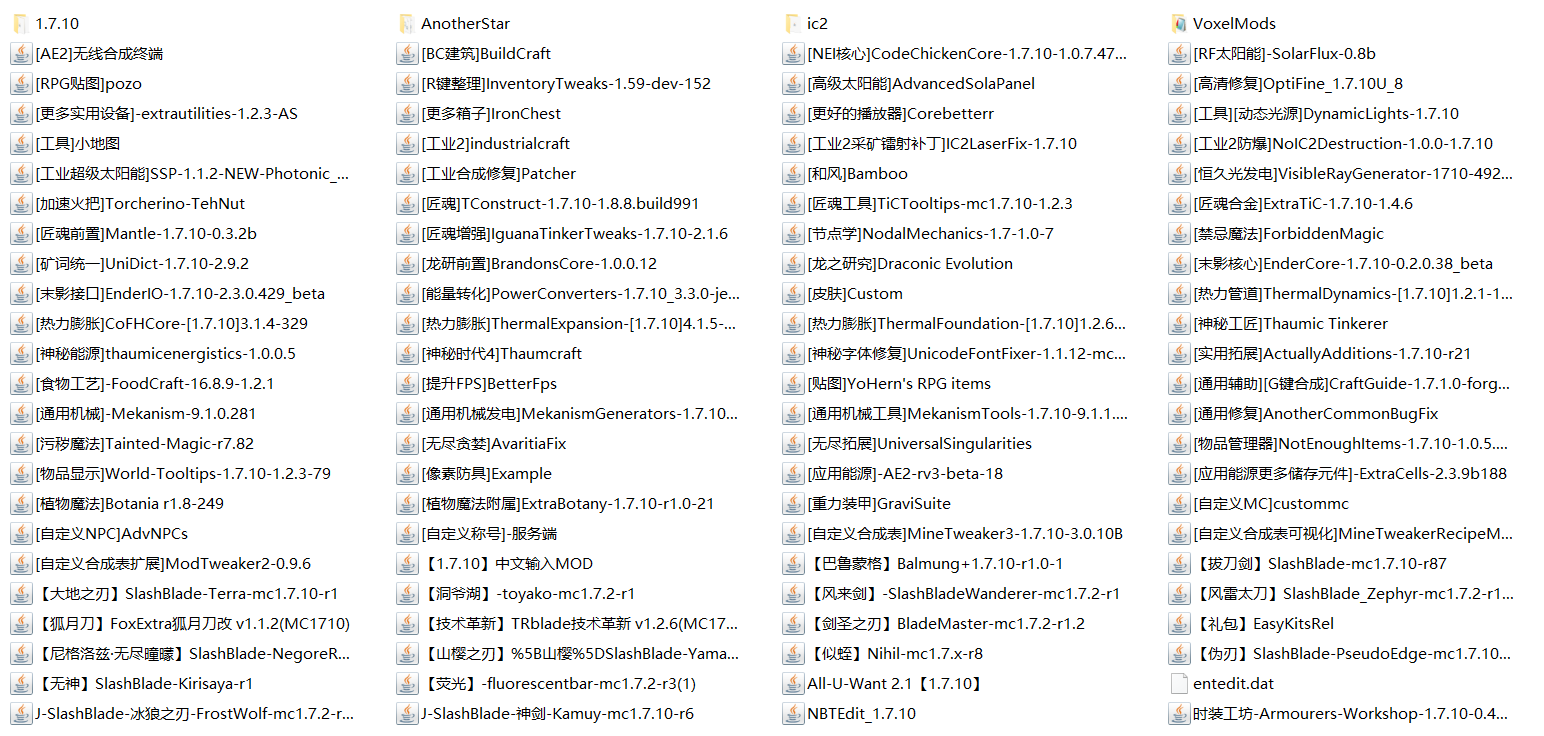 1.7.10
AnotherStar
ic2
VoxelMods
[AE2]无线合成终端
[BC建筑]BuildCraft
[NEI核心]CodeChickenCore-1.7.10-1.0.7.47...
[RF太阳能]-SolarFlux-0.8b
[RPG贴图]pozo
[R键整理]InventoryTweaks-1.59-dev-152
[高级太阳能]AdvancedSolaPanel
[高清修复]OptiFine_1.7.10U_8
[更多实用设备]-extrautilities-1.2.3-AS
[更多箱子]IronChest
[更好的播放器]Corebetterr
[工具][动态光源]DynamicLights-1.7.10
[工具]小地图
[工业2]industrialcraft
[工业2采矿镭射补丁]IC2LaserFix-1.7.10
[工业2防爆]NoIC2Destruction-1.0.0-1.7.10
[工业超级太阳能]SSP-1.1.2-NEW-Photonic_...
[工业合成修复]Patcher
[和风]Bamboo
[恒久光发电]VisibleRayGenerator-1710-492...
[加速火把]Torcherino-TehNut
[匠魂]TConstruct-1.7.10-1.8.8.build991
[匠魂工具]TiCTooltips-mc1.7.10-1.2.3
[匠魂合金]ExtraTiC-1.7.10-1.4.6
[匠魂前置]Mantle-1.7.10-0.3.2b
[匠魂增强]IguanaTinkerTweaks-1.7.10-2.1.6
[节点学]NodalMechanics-1.7-1.0-7
[禁忌魔法]ForbiddenMagic
[矿词统一]UniDict-1.7.10-2.9.2
[龙研前置]BrandonsCore-1.0.0.12
[龙之研究]Draconic Evolution
[末影核心]EnderCore-1.7.10-0.2.0.38_beta
[末影接口]EnderIO-1.7.10-2.3.0.429_beta
[能量转化]PowerConverters-1.7.10_3.3.0-je...
[皮肤]Custom
[热力管道]ThermalDynamics-[1.7.10]1.2.1-1...
[热力膨胀]CoFHCore-[1.7.10]3.1.4-329
[热力膨胀]ThermalExpansion-[1.7.10]4.1.5-...
[热力膨胀]ThermalFoundation-[1.7.10]1.2.6...
[神秘工匠]Thaumic Tinkerer
[神秘能源]thaumicenergistics-1.0.0.5
[神秘时代4]Thaumcraft
[神秘字体修复]UnicodeFontFixer-1.1.12-mc...
[实用拓展]ActuallyAdditions-1.7.10-r21
[食物工艺]-FoodCraft-16.8.9-1.2.1
[提升FPS]BetterFps
[贴图]YoHern's RPG items
[通用辅助][G键合成]CraftGuide-1.7.1.0-forg...
[通用机械]-Mekanism-9.1.0.281
[通用机械发电]MekanismGenerators-1.7.10...
[通用机械工具]MekanismTools-1.7.10-9.1.1....
[通用修复]AnotherCommonBugFix
[污秽魔法]Tainted-Magic-r7.82
[无尽贪婪]AvaritiaFix
[无尽拓展]UniversalSingularities
[物品管理器]NotEnoughItems-1.7.10-1.0.5....
[物品显示]World-Tooltips-1.7.10-1.2.3-79
[像素防具]Example
[应用能源]-AE2-rv3-beta-18
[应用能源更多储存元件]-ExtraCells-2.3.9b188
[植物魔法]Botania r1.8-249
[植物魔法附属]ExtraBotany-1.7.10-r1.0-21
[重力装甲]GraviSuite
[自定义MC]custommc
[自定义NPC]AdvNPCs
[自定义称号]-服务端
[自定义合成表]MineTweaker3-1.7.10-3.0.10B
[自定义合成表可视化]MineTweakerRecipeM...
[自定义合成表扩展]ModTweaker2-0.9.6
【1.7.10】中文输入MOD
【巴鲁蒙格】Balmung+1.7.10-r1.0-1
【拔刀剑】SlashBlade-mc1.7.10-r87
【大地之刃】SlashBlade-Terra-mc1.7.10-r1
【洞爷湖】-toyako-mc1.7.2-r1
【风来剑】-SlashBladeWanderer-mc1.7.2-r1
【风雷太刀】SlashBlade_Zephyr-mc1.7.2-r1...
【狐月刀】FoxExtra狐月刀改 v1.1.2(MC1710)
【技术革新】TRblade技术革新 v1.2.6(MC17...
【剑圣之刃】BladeMaster-mc1.7.2-r1.2
【礼包】EasyKitsRel
【尼格洛兹·无尽曈曚】SlashBlade-NegoreR...
【山樱之刃】%5B山樱%5DSlashBlade-Yama...
【似蛭】Nihil-mc1.7.x-r8
【伪刃】SlashBlade-PseudoEdge-mc1.7.10...
【无神】SlashBlade-Kirisaya-r1
【荧光】-fluorescentbar-mc1.7.2-r3(1)
All-U-Want 2.1【1.7.10】
entedit.dat
J-SlashBlade-冰狼之刃-FrostWolf-mc1.7.2-r...
J-SlashBlade-神剑-Kamuy-mc1.7.10-r6
NBTEdit_1.7.10
时装工坊-Armourers-Workshop-1.7.10-0.4...